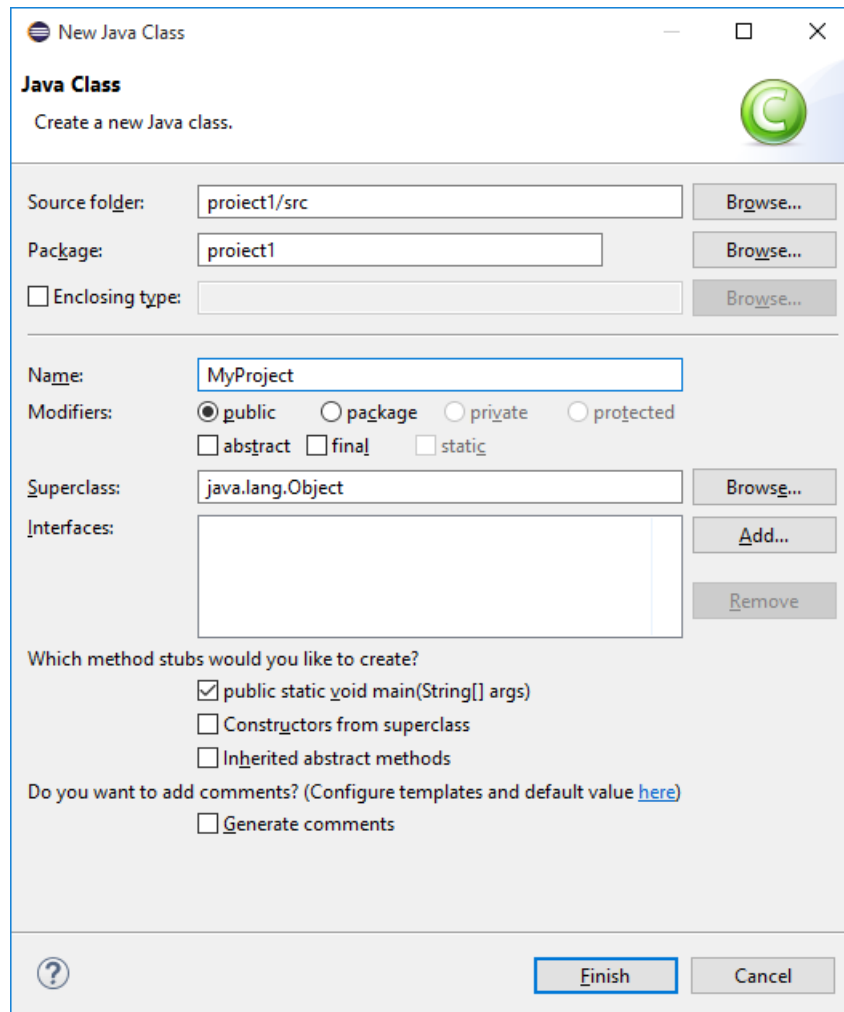 New Java Class
Java Class
Create a new Java class.
Source folder: proiect1/src Browse...
Package: proiect1 Browse...
Enclosing type: Browse...
Name: MyProject
Modifiers: public package private protected
abstract final static
Superclass: java.lang.Object Browse...
Interfaces: Add...
Remove
Which method stubs would you like to create?
public static void main(String[] args)
Constructors from superclass
Inherited abstract methods
Do you want to add comments? (Configure templates and default value here)
Generate comments
? Finish Cancel